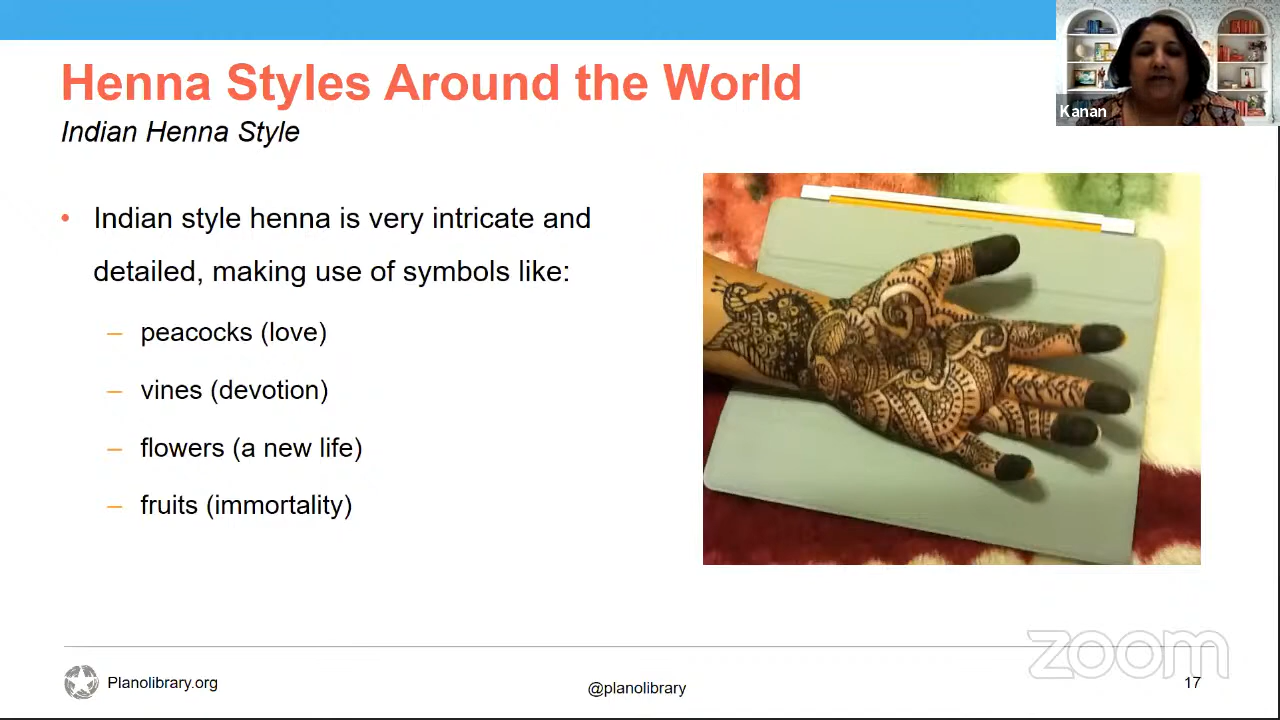 Henna Styles Around the World
Indian Henna Style
Kanan
• Indian style henna is very intricate and
detailed, making use of symbols like:
– peacocks (love)
– vines (devotion)
– flowers (a new life)
– fruits (immortality)
zoom
Planolibrary.org
@planolibrary
17